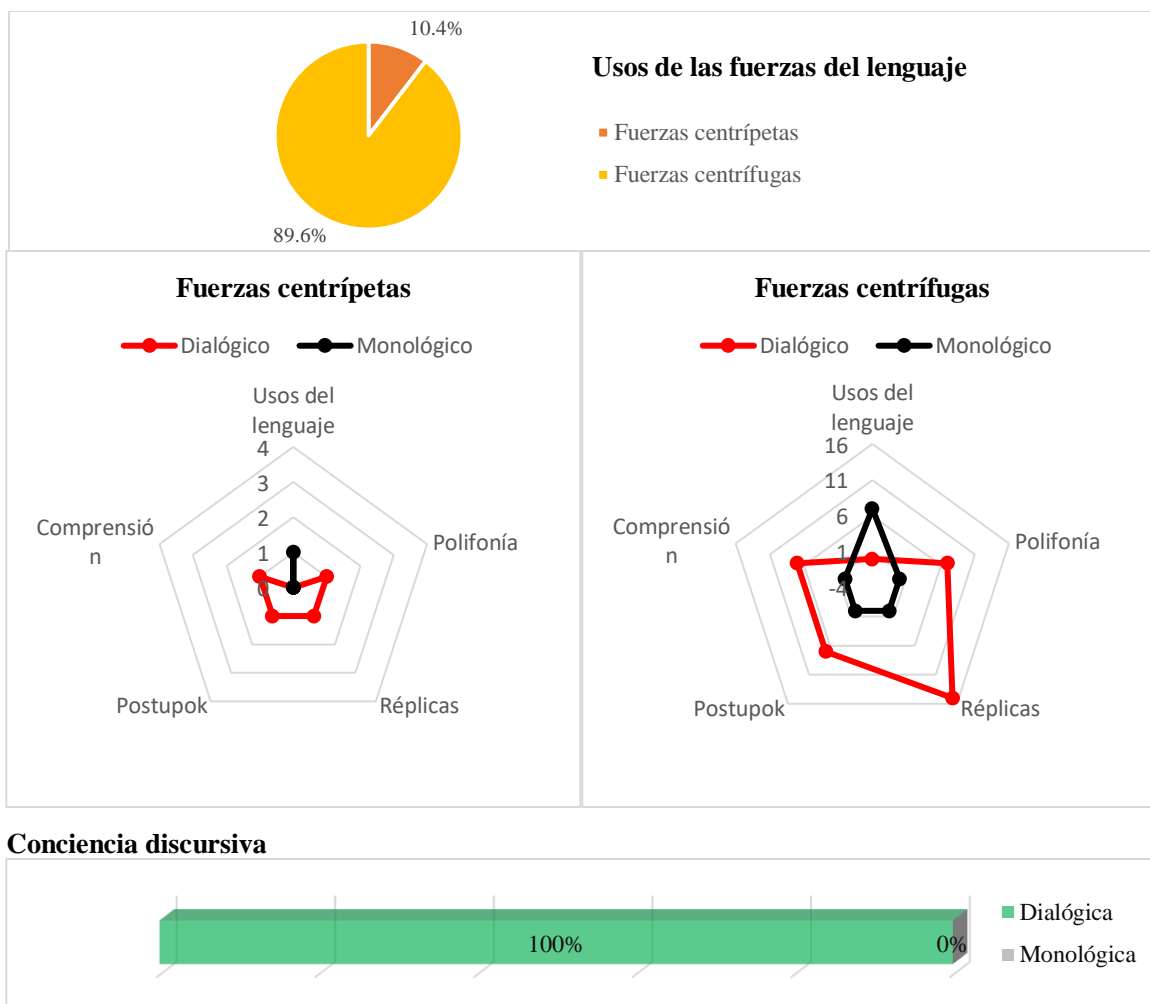 10.4%
Usos de las fuerzas del lenguaje
Fuerzas centrípetas
Fuerzas centrífugas
89.6%
Fuerzas centrípetas
Dialógico Monológico
Usos del
lenguaje
4
3
2
1
0
Polifonía
Réplicas
Postupok
Comprensió
n
Fuerzas centrífugas
Dialógico Monológico
Usos del
lenguaje
16
11
6
1
-4
Polifonía
Réplicas
Postupok
Comprensió
n
Conciencia discursiva
100%
0%
Dialógica
Monológica